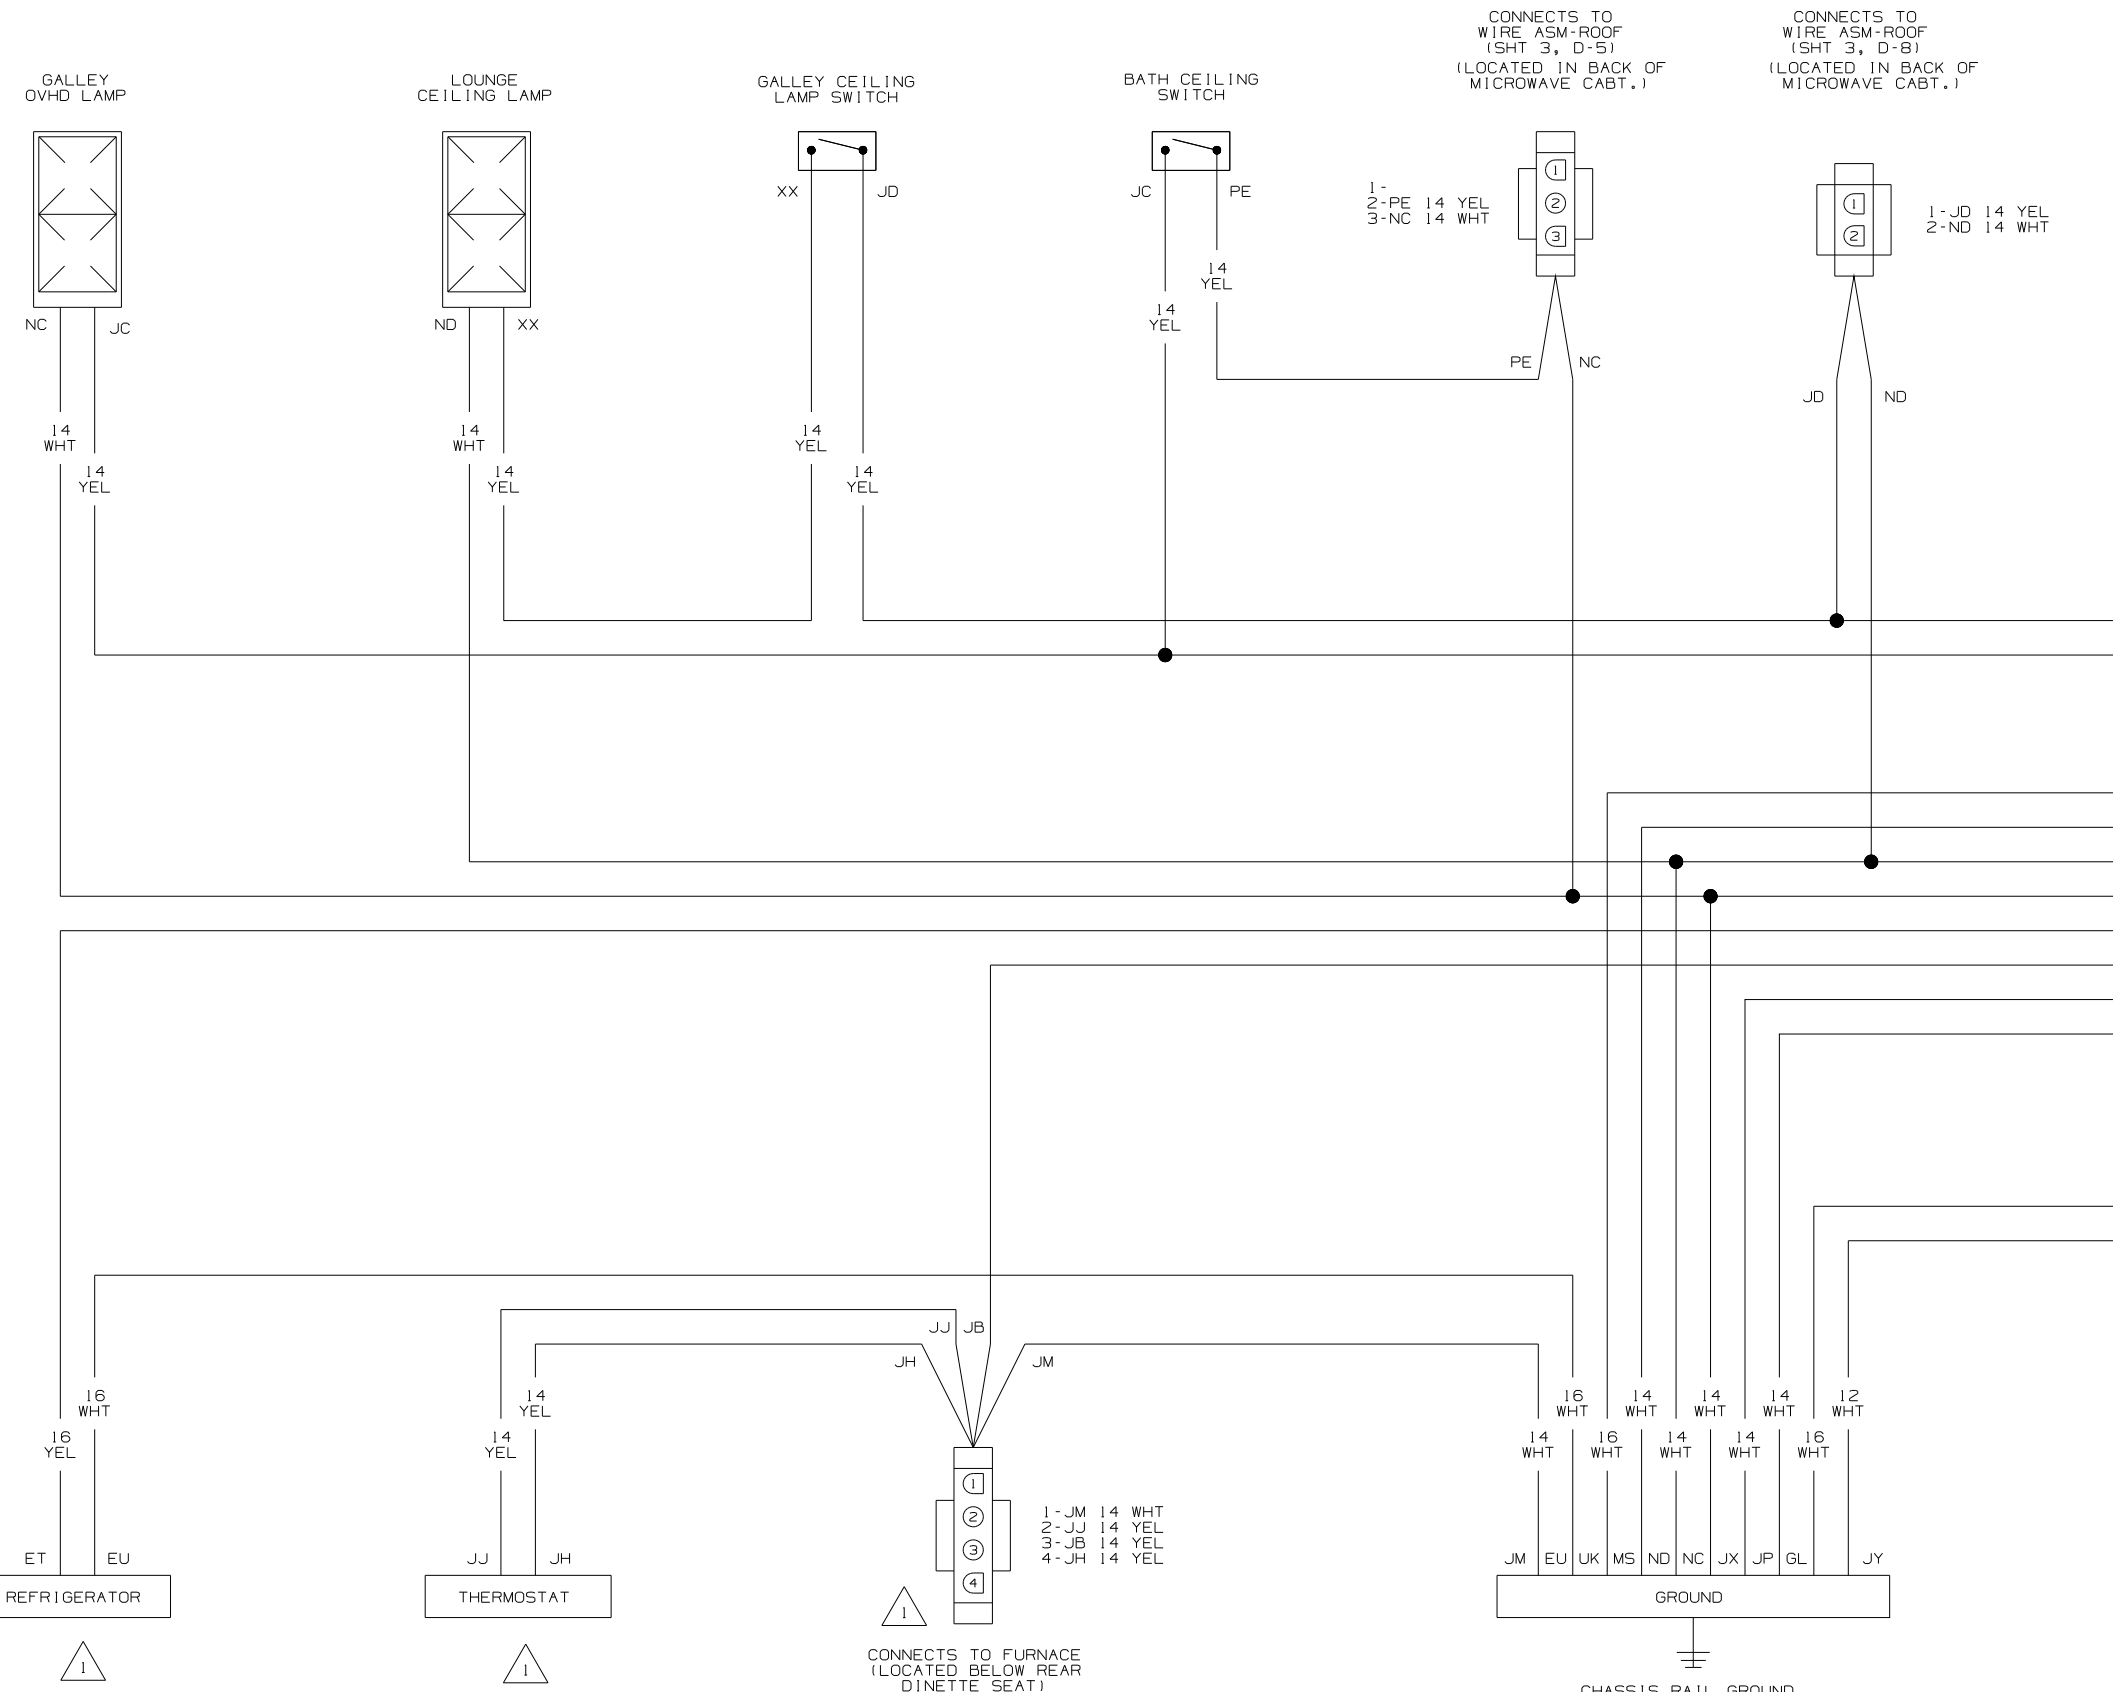 CONNECTS TO
WIRE ASM-ROOF
(SHT 3, D-5)
(LOCATED IN BACK OF
MICROWAVE CABT.)
CONNECTS TO
WIRE ASM-ROOF
(SHT 3, D-8)
(LOCATED IN BACK OF
MICROWAVE CABT.)
GALLEY
OVHD LAMP
LOUNGE
CEILING LAMP
GALLEY CEILING
LAMP SWITCH
BATH CEILING
SWITCH
XX
JD
JC
PE
1-
2-PE 14 YEL
3-NC 14 WHT
1
2
3
1
2
1-JD 14 YEL
2-ND 14 WHT
14
YEL
14
YEL
NC
JC
ND
XX
PE
NC
JD
ND
14
WHT
14
YEL
14
WHT
14
YEL
14
YEL
14
YEL
JJ
JB
JH
JM
16
WHT
16
YEL
14
YEL
14
YEL
16
WHT
14
WHT
14
WHT
14
WHT
12
WHT
14
WHT
16
WHT
14
WHT
14
WHT
16
WHT
1
2
3
4
1-JM 14 WHT
2-JJ 14 YEL
3-JB 14 YEL
4-JH 14 YEL
ET
EU
JJ
JH
JM
EU
UK
MS
ND
NC
JX
JP
GL
JY
REFRIGERATOR
THERMOSTAT
GROUND
1
1
1
CONNECTS TO FURNACE
(LOCATED BELOW REAR
DINETTE SEAT)
CHASSIS RAIL GROUND